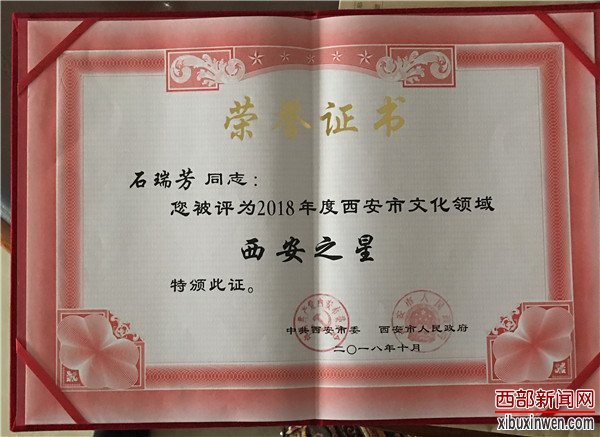 荣誉证书
石瑞芳 同志：
您被评为2018年度西安市文化领域
西安之星
特颁此证。
中共西安市委 西安市人民政府
二〇一八年十月
西部新闻网
xibuxinwen.com